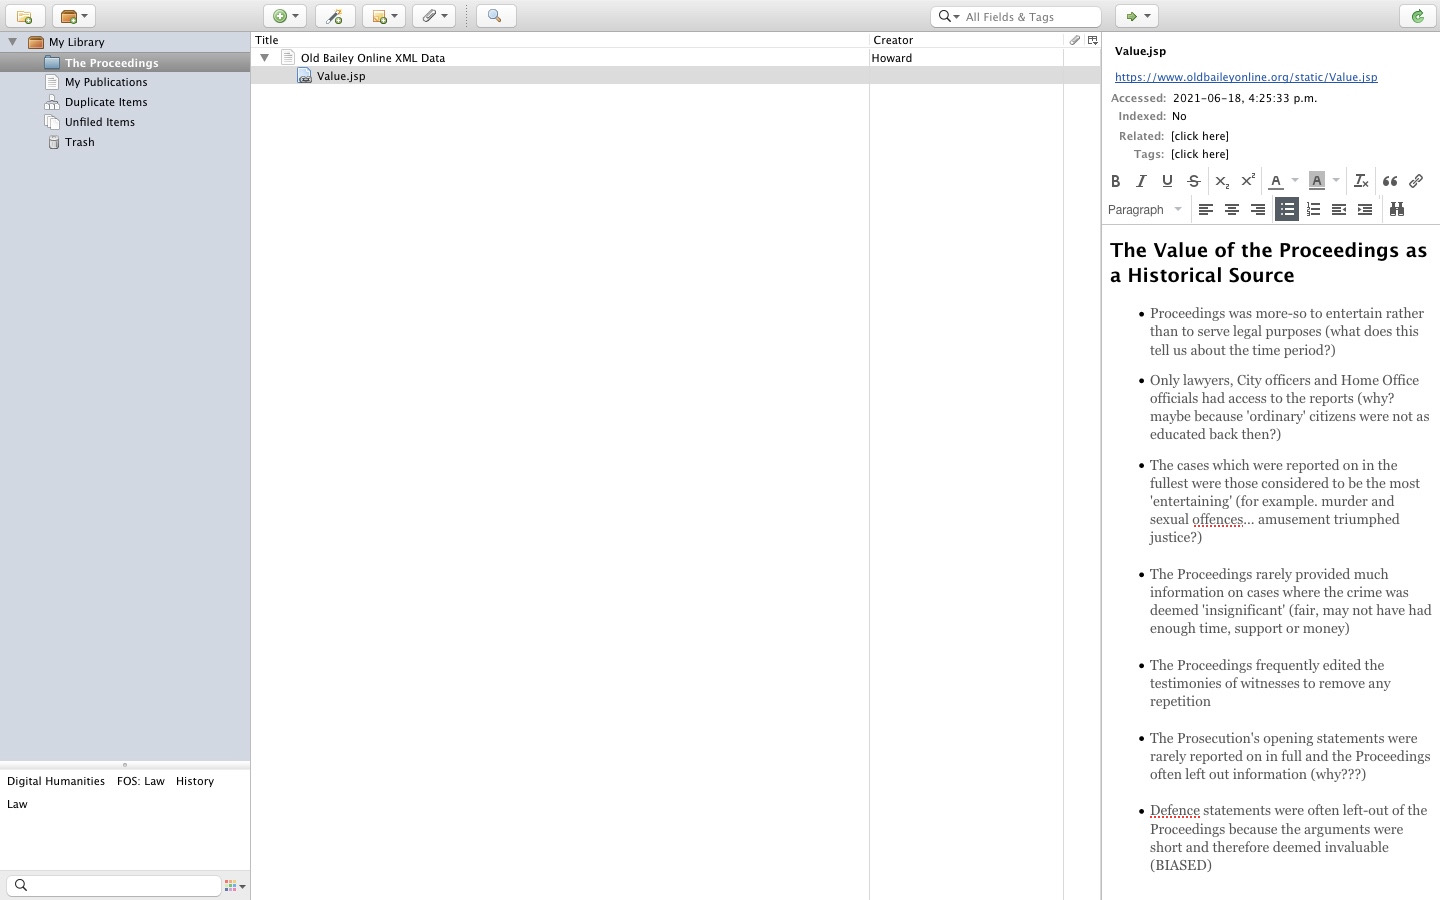 All Fields & Tags
My Library
The Proceedings
My Publications
Duplicate Items
Unfiled Items
Trash
Digital Humanities FOS: Law History
Law
Title Creator
Old Bailey Online XML Data Howard
Value.jsp
Value.jsp
https://www.oldbaileyonline.org/static/Value.jsp
Accessed: 2021-06-18, 4:25:33 p.m.
Indexed: No
Related: [click here]
Tags: [click here]
B I U S X₂ X² A A Tx
Paragraph
The Value of the Proceedings as
a Historical Source
• Proceedings was more-so to entertain rather
than to serve legal purposes (what does this
tell us about the time period?)
• Only lawyers, City officers and Home Office
officials had access to the reports (why?
maybe because 'ordinary' citizens were not as
educated back then?)
• The cases which were reported on in the
fullest were those considered to be the most
'entertaining' (for example. murder and
sexual offences... amusement triumphed
justice?)
• The Proceedings rarely provided much
information on cases where the crime was
deemed 'insignificant' (fair, may not have had
enough time, support or money)
• The Proceedings frequently edited the
testimonies of witnesses to remove any
repetition
• The Prosecution's opening statements were
rarely reported on in full and the Proceedings
often left out information (why???)
• Defence statements were often left-out of the
Proceedings because the arguments were
short and therefore deemed invaluable
(BIASED)